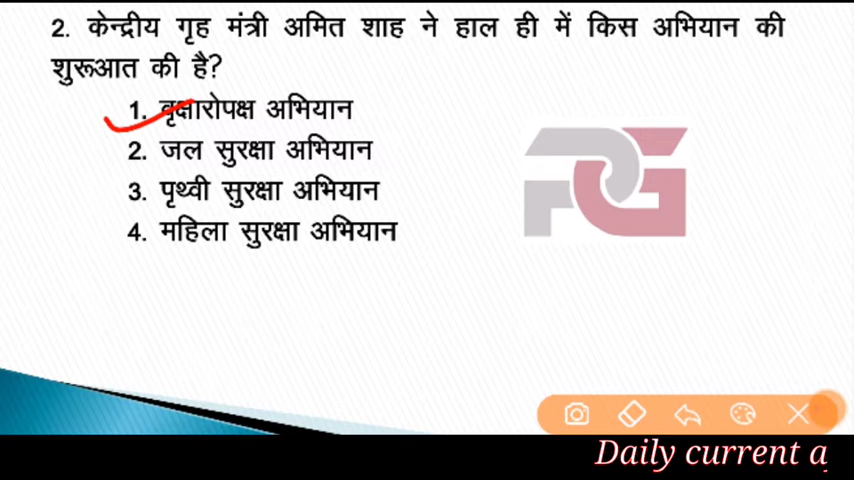 2. केन्द्रीय गृह मंत्री अमित शाह ने हाल ही में किस अभियान की
शुरूआत की है?
1. वृक्षारोपक्ष अभियान
2. जल सुरक्षा अभियान
3. पृथ्वी सुरक्षा अभियान
4. महिला सुरक्षा अभियान
PG
Daily current a